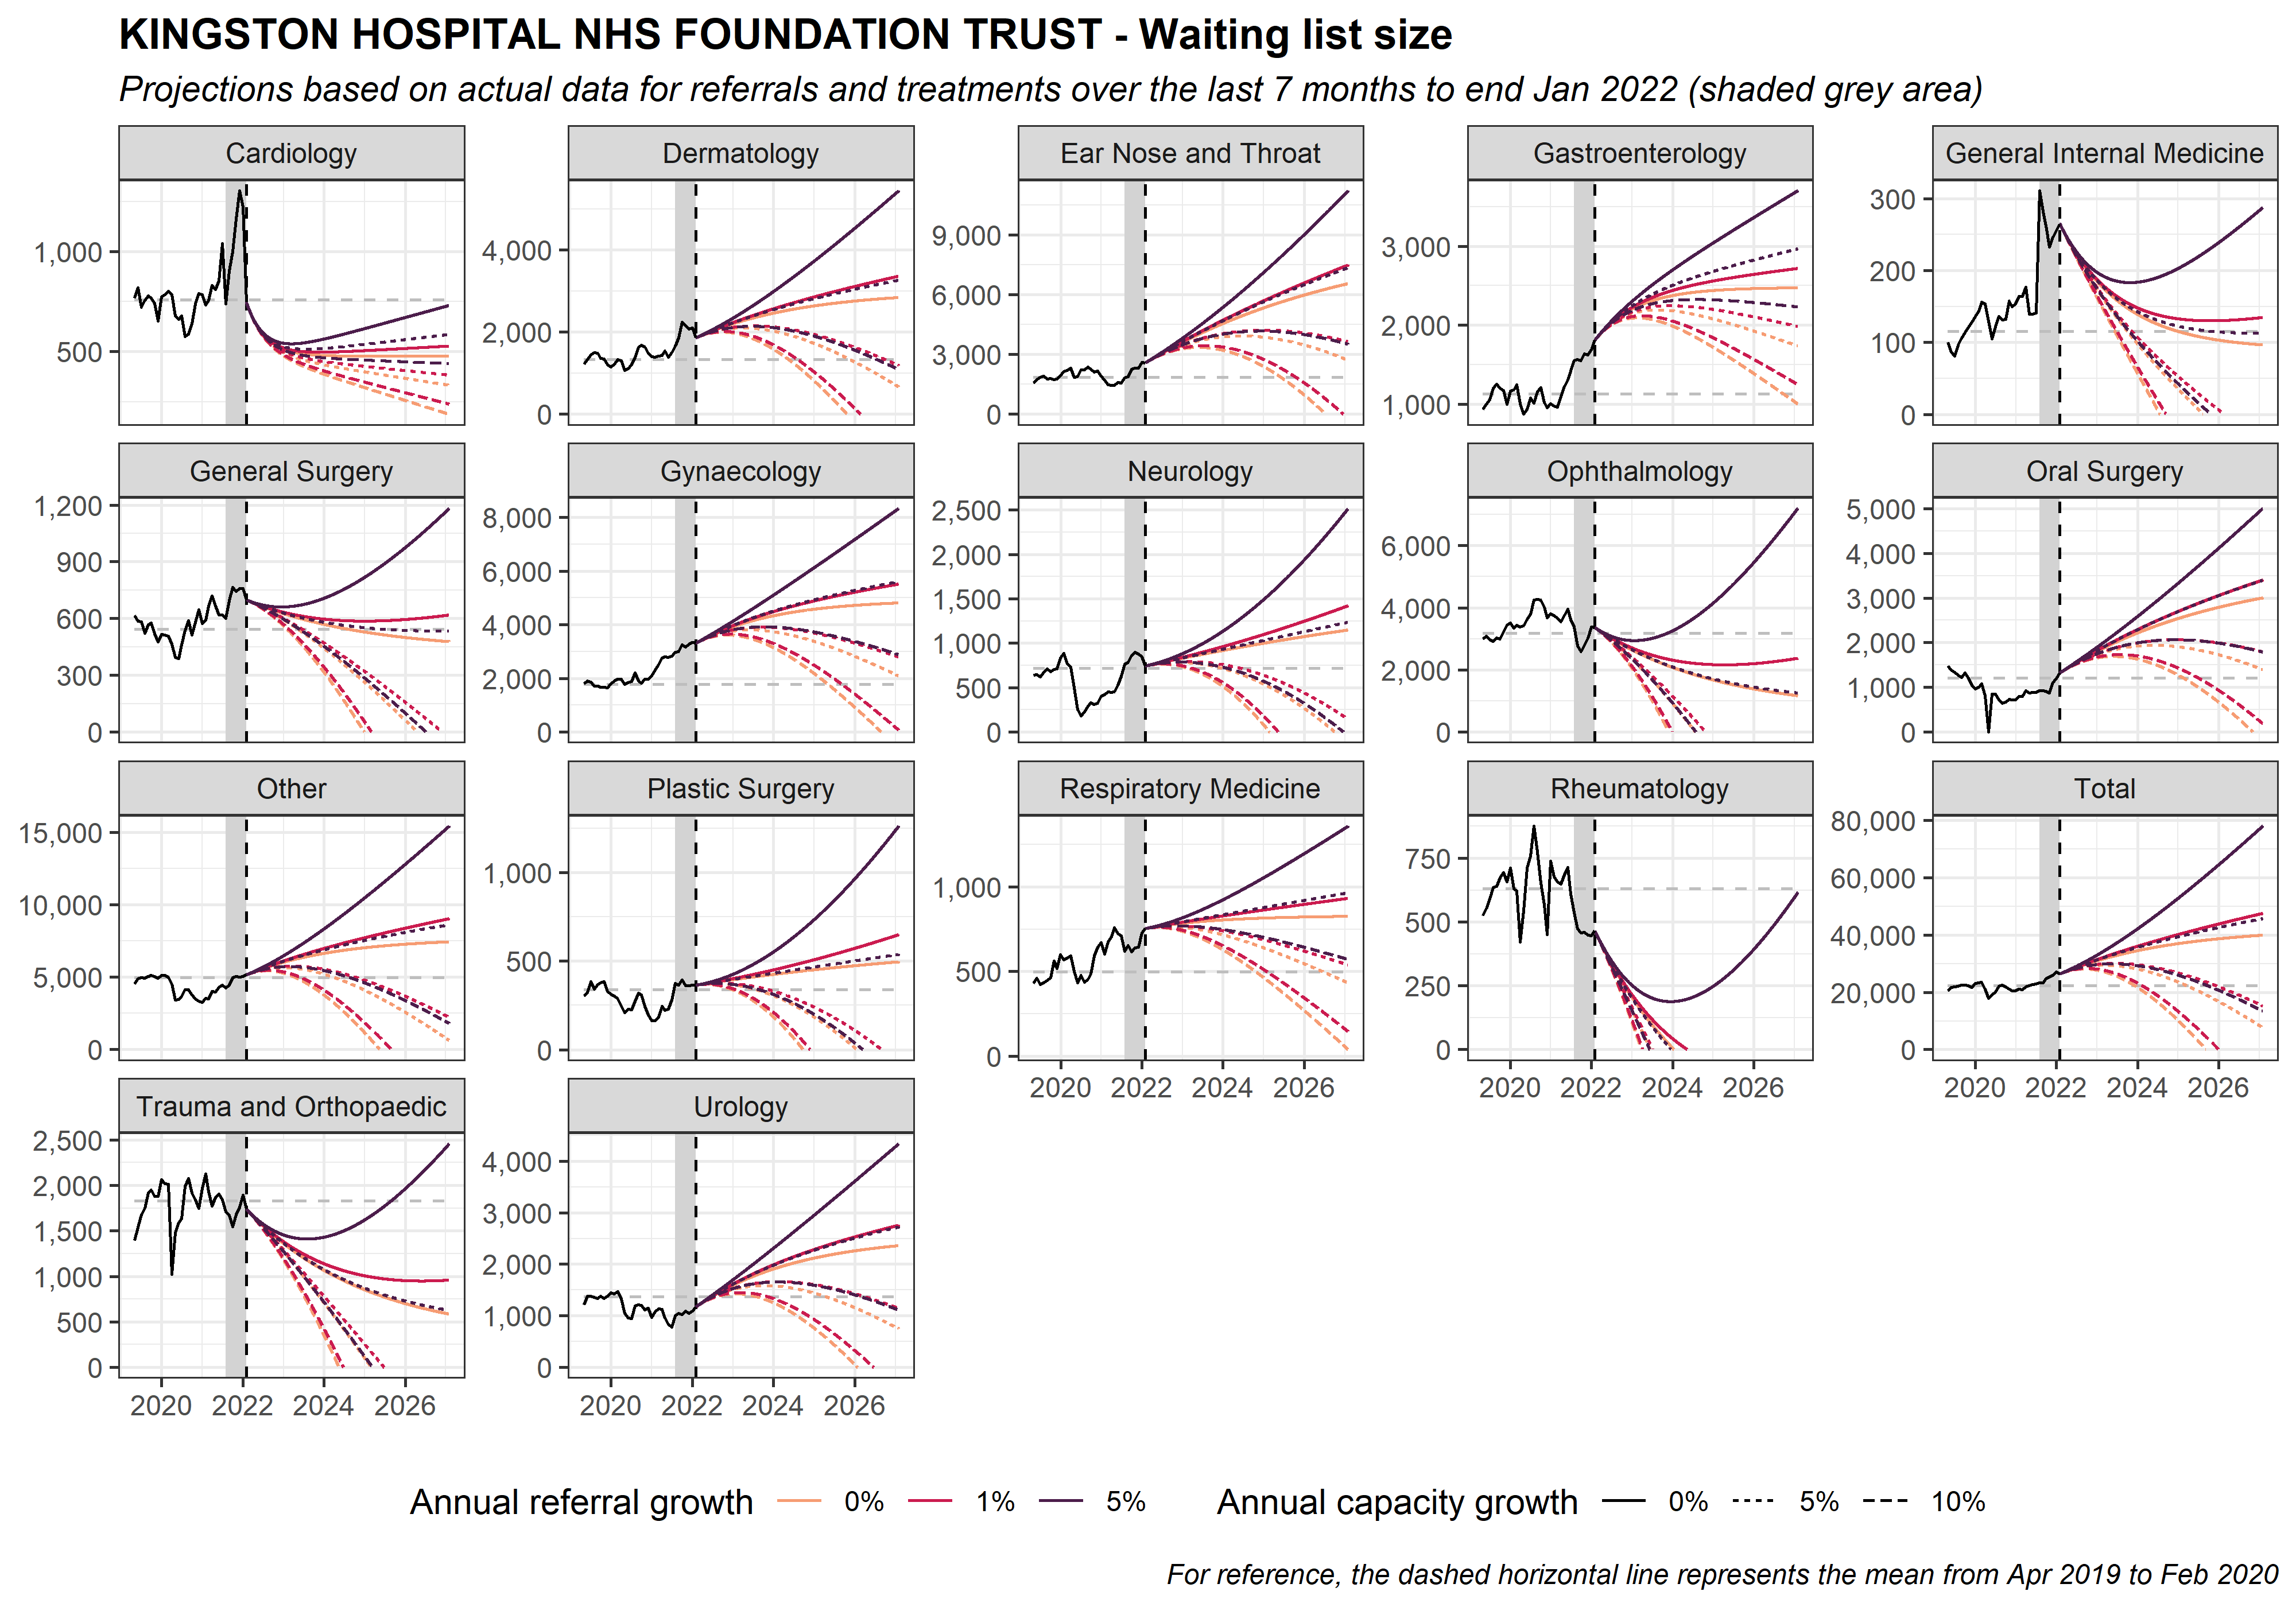 KINGSTON HOSPITAL NHS FOUNDATION TRUST - Waiting list size
Projections based on actual data for referrals and treatments over the last 7 months to end Jan 2022 (shaded grey area)
Cardiology
1,000
500
Dermatology
4,000
2,000
0
Ear Nose and Throat
9,000
6,000
3,000
0
Gastroenterology
3,000
2,000
1,000
General Internal Medicine
300
200
100
0
General Surgery
1,200
900
600
300
0
Gynaecology
8,000
6,000
4,000
2,000
0
Neurology
2,500
2,000
1,500
1,000
500
0
Ophthalmology
6,000
4,000
2,000
0
Oral Surgery
5,000
4,000
3,000
2,000
1,000
0
Other
15,000
10,000
5,000
0
Plastic Surgery
1,000
500
0
Respiratory Medicine
1,000
500
0
2020 2022 2024 2026
Rheumatology
750
500
250
0
2020 2022 2024 2026
Total
80,000
60,000
40,000
20,000
0
2020 2022 2024 2026
Trauma and Orthopaedic
2,500
2,000
1,500
1,000
500
0
2020 2022 2024 2026
Urology
4,000
3,000
2,000
1,000
0
2020 2022 2024 2026
Annual referral growth 0% 1% 5% Annual capacity growth 0% 5% 10%
For reference, the dashed horizontal line represents the mean from Apr 2019 to Feb 2020